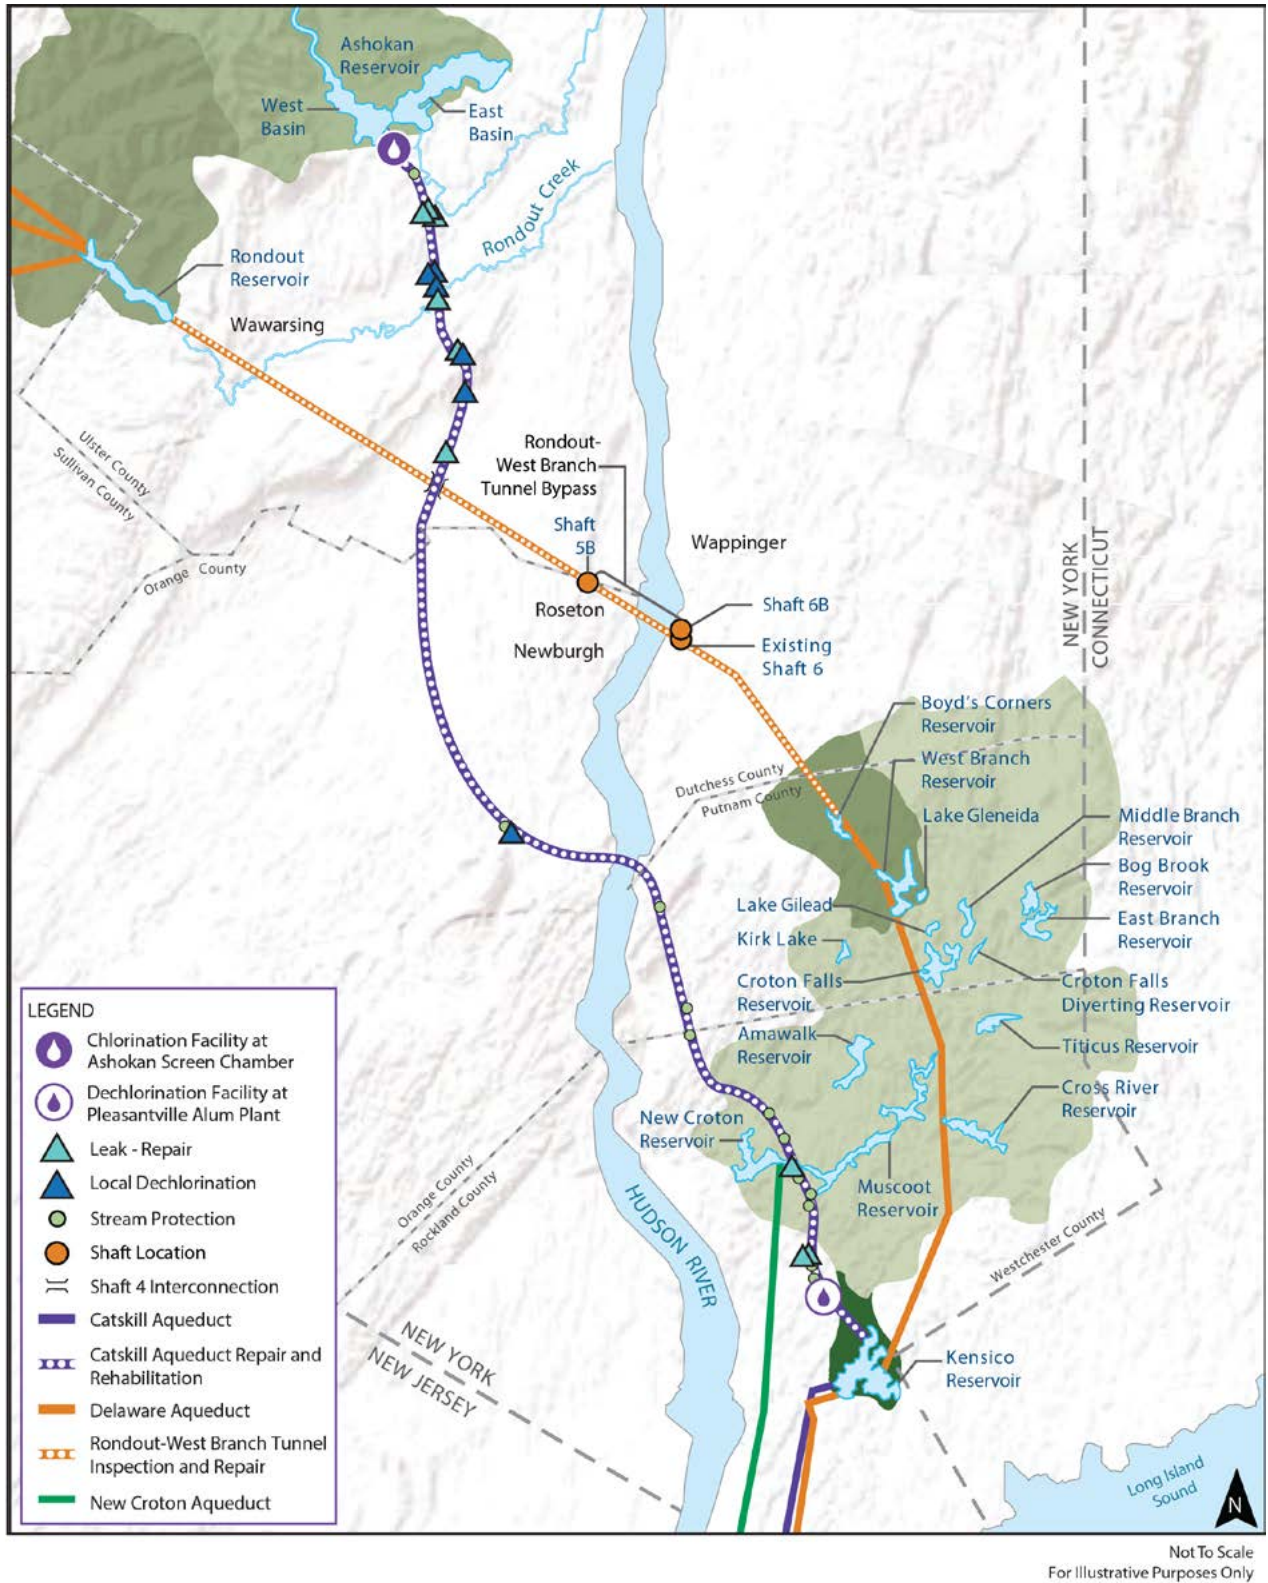 Ashokan
Reservoir
West
Basin
East
Basin
Rondout Creek
Rondout
Reservoir
Wawarsing
Ulster County
Sullivan County
Orange County
Rondout-
West Branch
Tunnel Bypass
Shaft
5B
Wappinger
Roseton
Shaft 6B
Newburgh
Existing
Shaft 6
NEW YORK
CONNECTICUT
Boyd's Corners
Reservoir
West Branch
Reservoir
Dutchess County
Putnam County
Lake Gleneida
Middle Branch
Reservoir
Bog Brook
Reservoir
Lake Gilead
East Branch
Reservoir
Kirk Lake
Croton Falls
Reservoir
Croton Falls
Diverting Reservoir
Amawalk
Reservoir
Titicus Reservoir
Cross River
Reservoir
New Croton
Reservoir
Muscoot
Reservoir
Orange County
Rockland County
HUDSON RIVER
Westchester County
NEW YORK
NEW JERSEY
Kensico
Reservoir
Long Island
Sound
N
LEGEND
Chlorination Facility at
Ashokan Screen Chamber
Dechlorination Facility at
Pleasantville Alum Plant
Leak - Repair
Local Dechlorination
Stream Protection
Shaft Location
Shaft 4 Interconnection
Catskill Aqueduct
Catskill Aqueduct Repair and
Rehabilitation
Delaware Aqueduct
Rondout-West Branch Tunnel
Inspection and Repair
New Croton Aqueduct
Not To Scale
For Illustrative Purposes Only